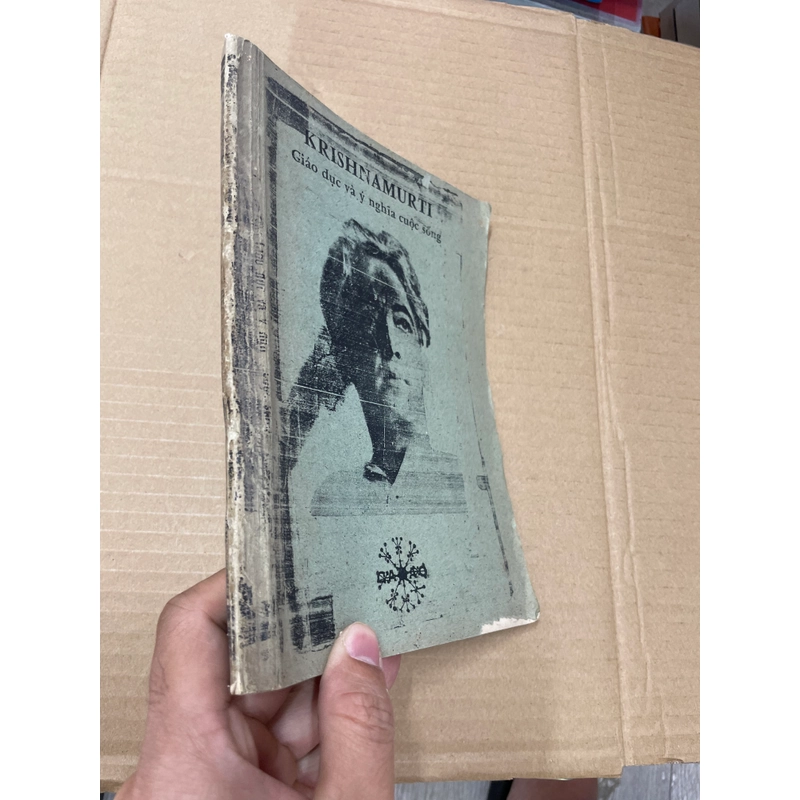 KRISHNAMURTI
Giáo dục và ý nghĩa cuộc sống